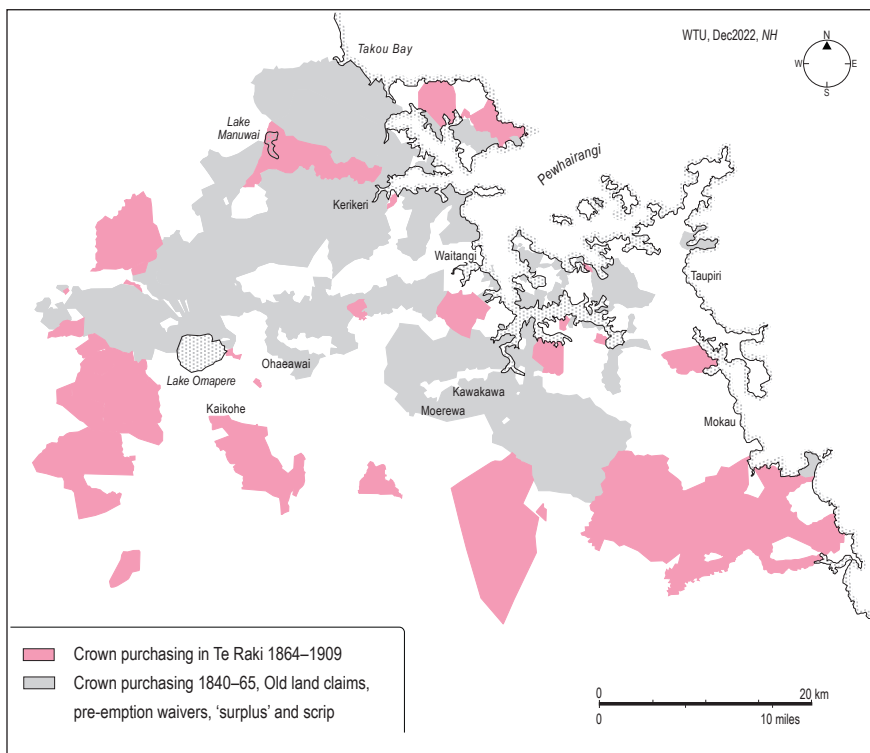 WTU, Dec2022, NH
N
W E
S
Takou Bay
Lake
Manuwai
Pewhairangi
Kerikeri
Waitangi
Taupiri
Ohaeawai
Lake Omapere
Kawakawa
Kaikohe
Moerewa
Mokau
Crown purchasing in Te Raki 1864–1909
Crown purchasing 1840–65, Old land claims,
pre-emption waivers, ‘surplus’ and scrip
0 20 km
0 10 miles